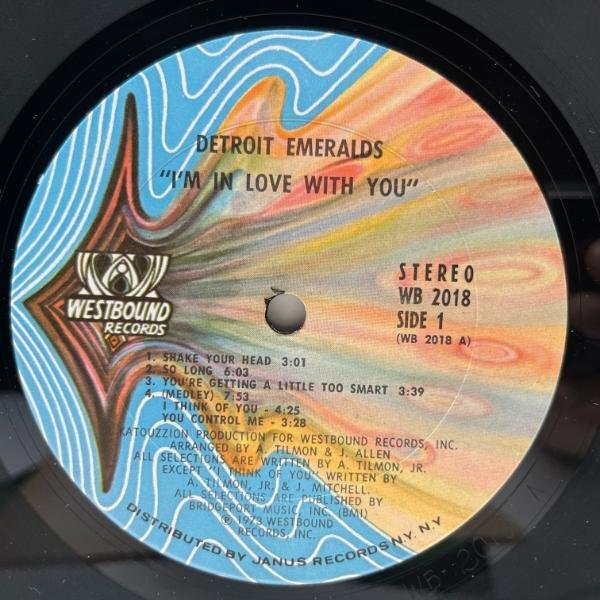 DETROIT EMERALDS
"I'M IN LOVE WITH YOU"
WESTBOUND
RECORDS
STEREO
WB 2018
SIDE 1
(WB 2018 A)
1. SHAKE YOUR HEAD 3:01
2. SO LONG 6:03
3. YOU'RE GETTING A LITTLE TOO SMART 3:39
4. (MEDLEY) 7:53
I THINK OF YOU - 4:25
YOU CONTROL ME - 3:28
KATOUZZION PRODUCTION FOR WESTBOUND RECORDS, INC.
ARRANGED BY A. TILMON & J. ALLEN
ALL SELECTIONS ARE WRITTEN BY A. TILMON, JR.
EXCEPT "I THINK OF YOU" WRITTEN BY
A. TILMON, JR. & J. MITCHELL.
ALL SELECTIONS ARE PUBLISHED BY
BRIDGEPORT MUSIC, INC. (BMI)
℗ 1973 WESTBOUND
RECORDS, INC.
DISTRIBUTED BY JANUS RECORDS N.Y. N.Y